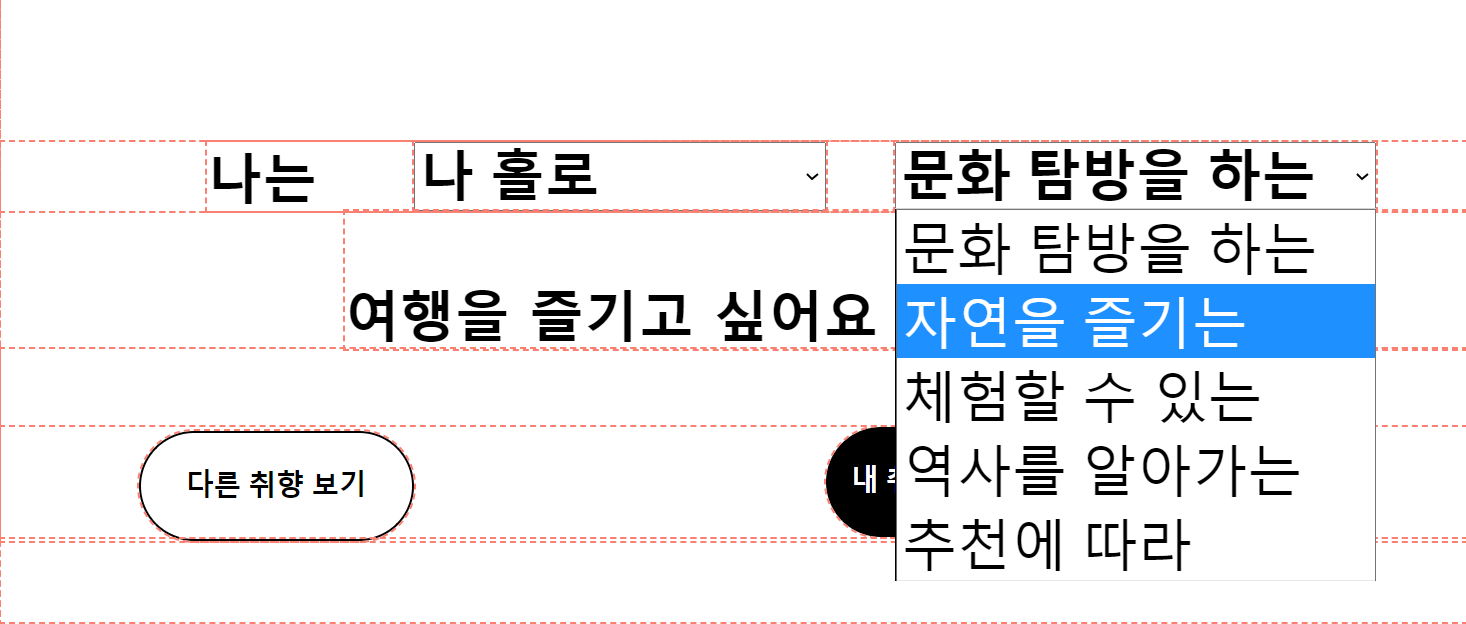 나는 나 홀로 문화 탐방을 하는
문화 탐방을 하는
자연을 즐기는
여행을 즐기고 싶어요
체험할 수 있는
역사를 알아가는
추천에 따라
다른 취향 보기
내